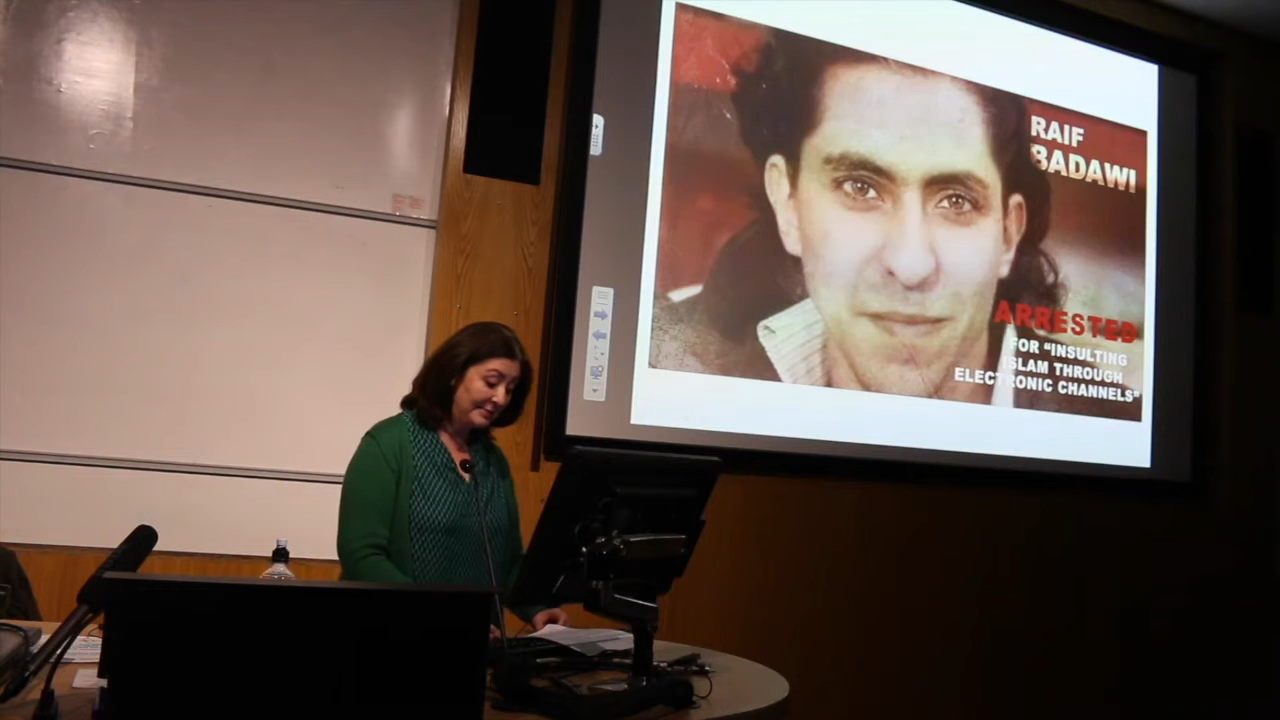 RAIF
BADAWI
ARRESTED
FOR "INSULTING
ISLAM THROUGH
ELECTRONIC CHANNELS"